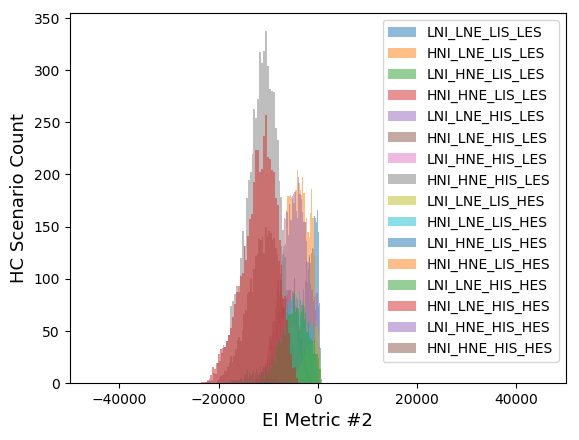 350
300
250
200
150
100
50
0
HC Scenario Count
LNI_LNE_LIS_LES
HNI_LNE_LIS_LES
LNI_HNE_LIS_LES
HNI_HNE_LIS_LES
LNI_LNE_HIS_LES
HNI_LNE_HIS_LES
LNI_HNE_HIS_LES
HNI_HNE_HIS_LES
LNI_LNE_LIS_HES
HNI_LNE_LIS_HES
LNI_HNE_LIS_HES
HNI_HNE_LIS_HES
LNI_LNE_HIS_HES
HNI_LNE_HIS_HES
LNI_HNE_HIS_HES
HNI_HNE_HIS_HES
−40000 −20000 0 20000 40000
EI Metric #2